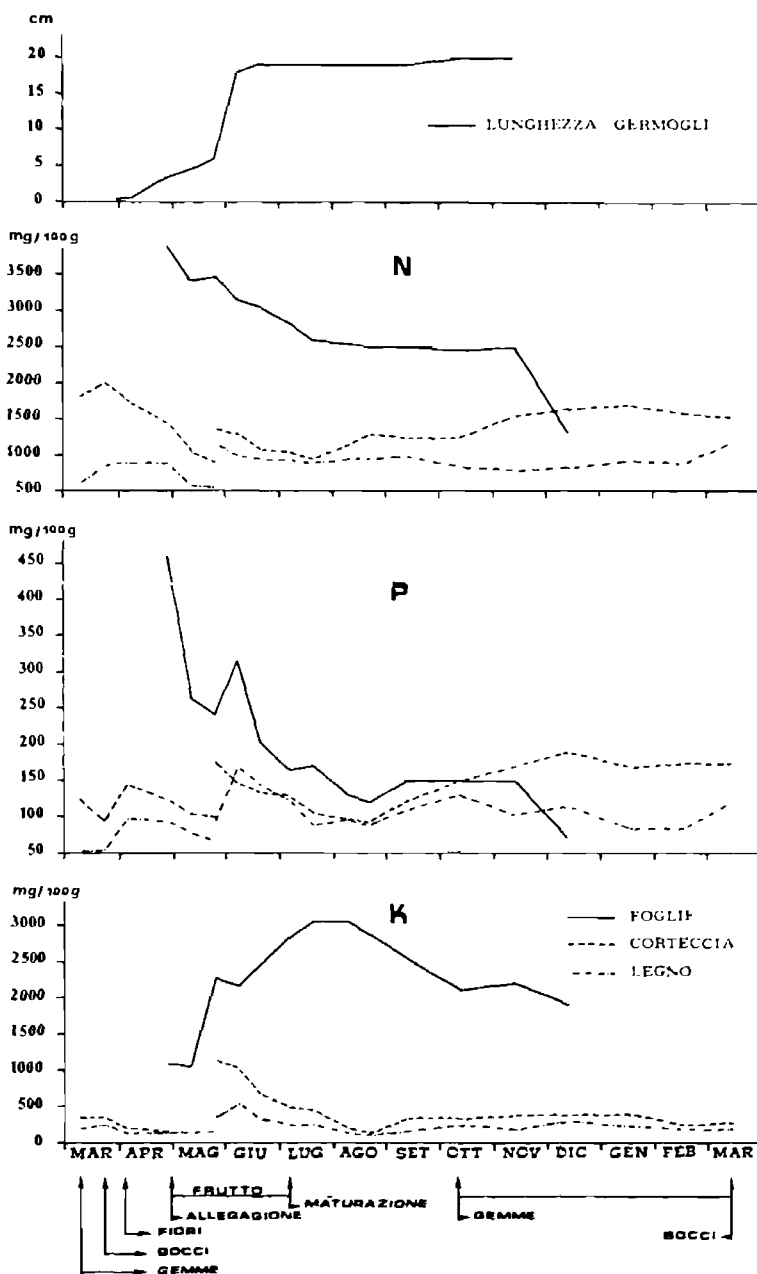 cm
20
15
10
5
0
LUNGHEZZA GERMOGLI
mg/100g
N
3500
3000
2500
2000
1500
1000
500
mg/100g
P
450
400
350
300
250
200
150
100
50
mg/100g
K
3000
2500
2000
1500
1000
500
0
FOGLIE
CORTECCIA
LEGNO
MAR APR MAG GIU LUG AGO SET OTT NOV DIC GEN FEB MAR
FRUTTO
MATURAZIONE
ALLEGAGIONE
GEMME
FIORI
BOCCI
BOCCI
GEMME